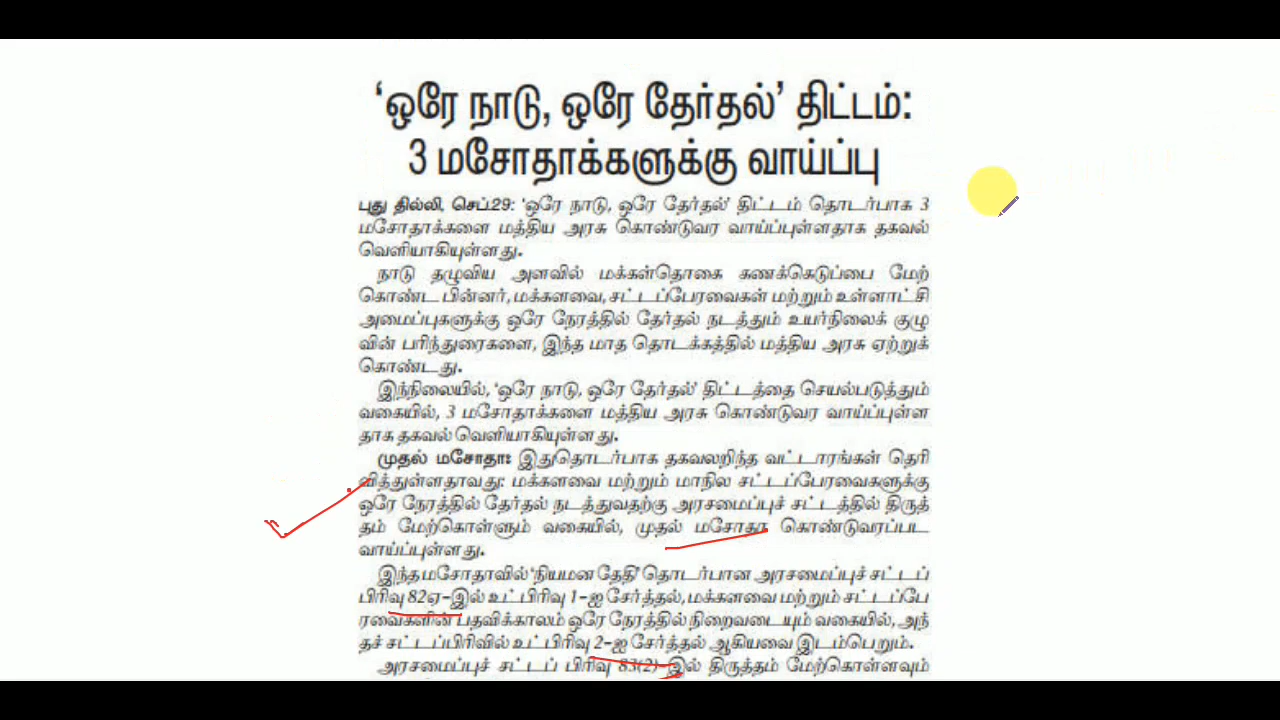 ‘ஒரே நாடு, ஒரே தேர்தல்’ திட்டம்:
3 மசோதாக்களுக்கு வாய்ப்பு
புது தில்லி, செப்.29: ‘ஒரே நாடு, ஒரே தேர்தல்’ திட்டம் தொடர்பாக 3
மசோதாக்களை மத்திய அரசு கொண்டுவர வாய்ப்புள்ளதாக தகவல்
வெளியாகியுள்ளது.
நாடு தழுவிய அளவில் மக்கள்தொகை கணக்கெடுப்பை மேற்
கொண்ட பின்னர், மக்களவை, சட்டப்பேரவைகள் மற்றும் உள்ளாட்சி
அமைப்புகளுக்கு ஒரே நேரத்தில் தேர்தல் நடத்தும் உயர்நிலைக் குழு
வின் பரிந்துரைகளை, இந்த மாத தொடக்கத்தில் மத்திய அரசு ஏற்றுக்
கொண்டது.
இந்நிலையில், ‘ஒரே நாடு, ஒரே தேர்தல்’ திட்டத்தை செயல்படுத்தும்
வகையில், 3 மசோதாக்களை மத்திய அரசு கொண்டுவர வாய்ப்புள்ள
தாக தகவல் வெளியாகியுள்ளது.
முதல் மசோதா: இதுதொடர்பாக தகவலறிந்த வட்டாரங்கள் தெரி
வித்துள்ளதாவது: மக்களவை மற்றும் மாநில சட்டப்பேரவைகளுக்கு
ஒரே நேரத்தில் தேர்தல் நடத்துவதற்கு அரசமைப்புச் சட்டத்தில் திருத்
தம் மேற்கொள்ளும் வகையில், முதல் மசோதா கொண்டுவரப்பட
வாய்ப்புள்ளது.
இந்த மசோதாவில் ‘நியமன தேதி’ தொடர்பான அரசமைப்புச் சட்டப்
பிரிவு 82ஏ-இல் உட்பிரிவு 1-ஐ சேர்த்தல், மக்களவை மற்றும் சட்டப்பே
ரவைகளின் பதவிக்காலம் ஒரே நேரத்தில் நிறைவடையும் வகையில், அந்
தச் சட்டப்பிரிவில் உட்பிரிவு 2-ஐ சேர்த்தல் ஆகியவை இடம்பெறும்.
அரசமைப்புச் சட்டப் பிரிவு 83(2)-இல் திருத்தம் மேற்கொள்ளவும்